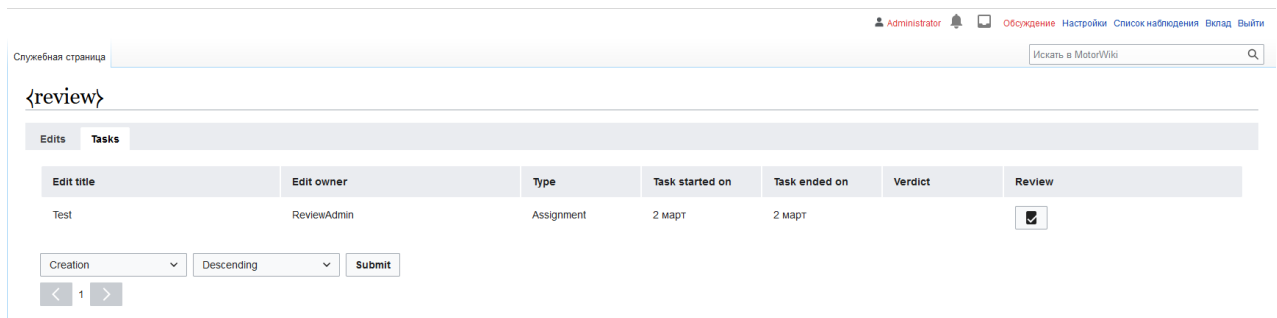 Administrator Обсуждение Настройки Список наблюдения Вклад Выйти
Служебная страница Искать в MotorWiki
⟨review⟩
Edits Tasks
Edit title Edit owner Type Task started on Task ended on Verdict Review
Test ReviewAdmin Assignment 2 март 2 март
Creation Descending Submit
1